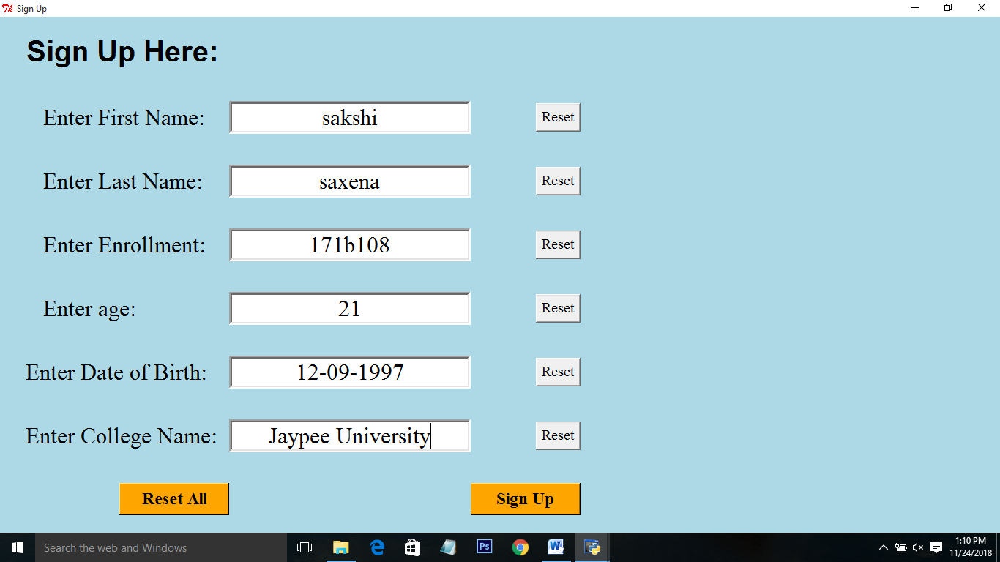 Sign Up
Sign Up Here:
Enter First Name: sakshi Reset
Enter Last Name: saxena Reset
Enter Enrollment: 171b108 Reset
Enter age: 21 Reset
Enter Date of Birth: 12-09-1997 Reset
Enter College Name: Jaypee University Reset
Reset All Sign Up
Search the web and Windows
Ps
W
1:10 PM
11/24/2018